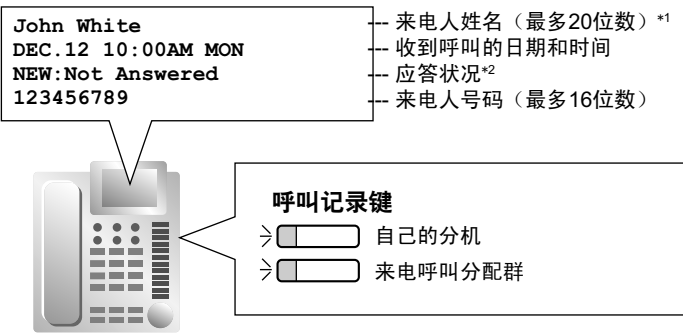 John White --- 来电人姓名（最多20位数）*1
DEC.12 10:00AM MON --- 收到呼叫的日期和时间
NEW:Not Answered --- 应答状况*2
123456789 --- 来电人号码（最多16位数）
呼叫记录键
自己的分机
来电呼叫分配群